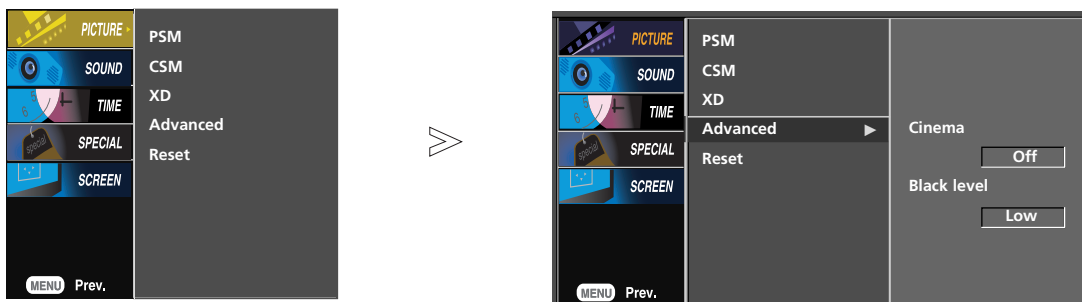 PICTURE
SOUND
TIME
SPECIAL
SCREEN
MENU Prev.
PSM
CSM
XD
Advanced
Reset
PICTURE
SOUND
TIME
SPECIAL
SCREEN
MENU Prev.
PSM
CSM
XD
Advanced
Reset
Cinema
Off
Black level
Low